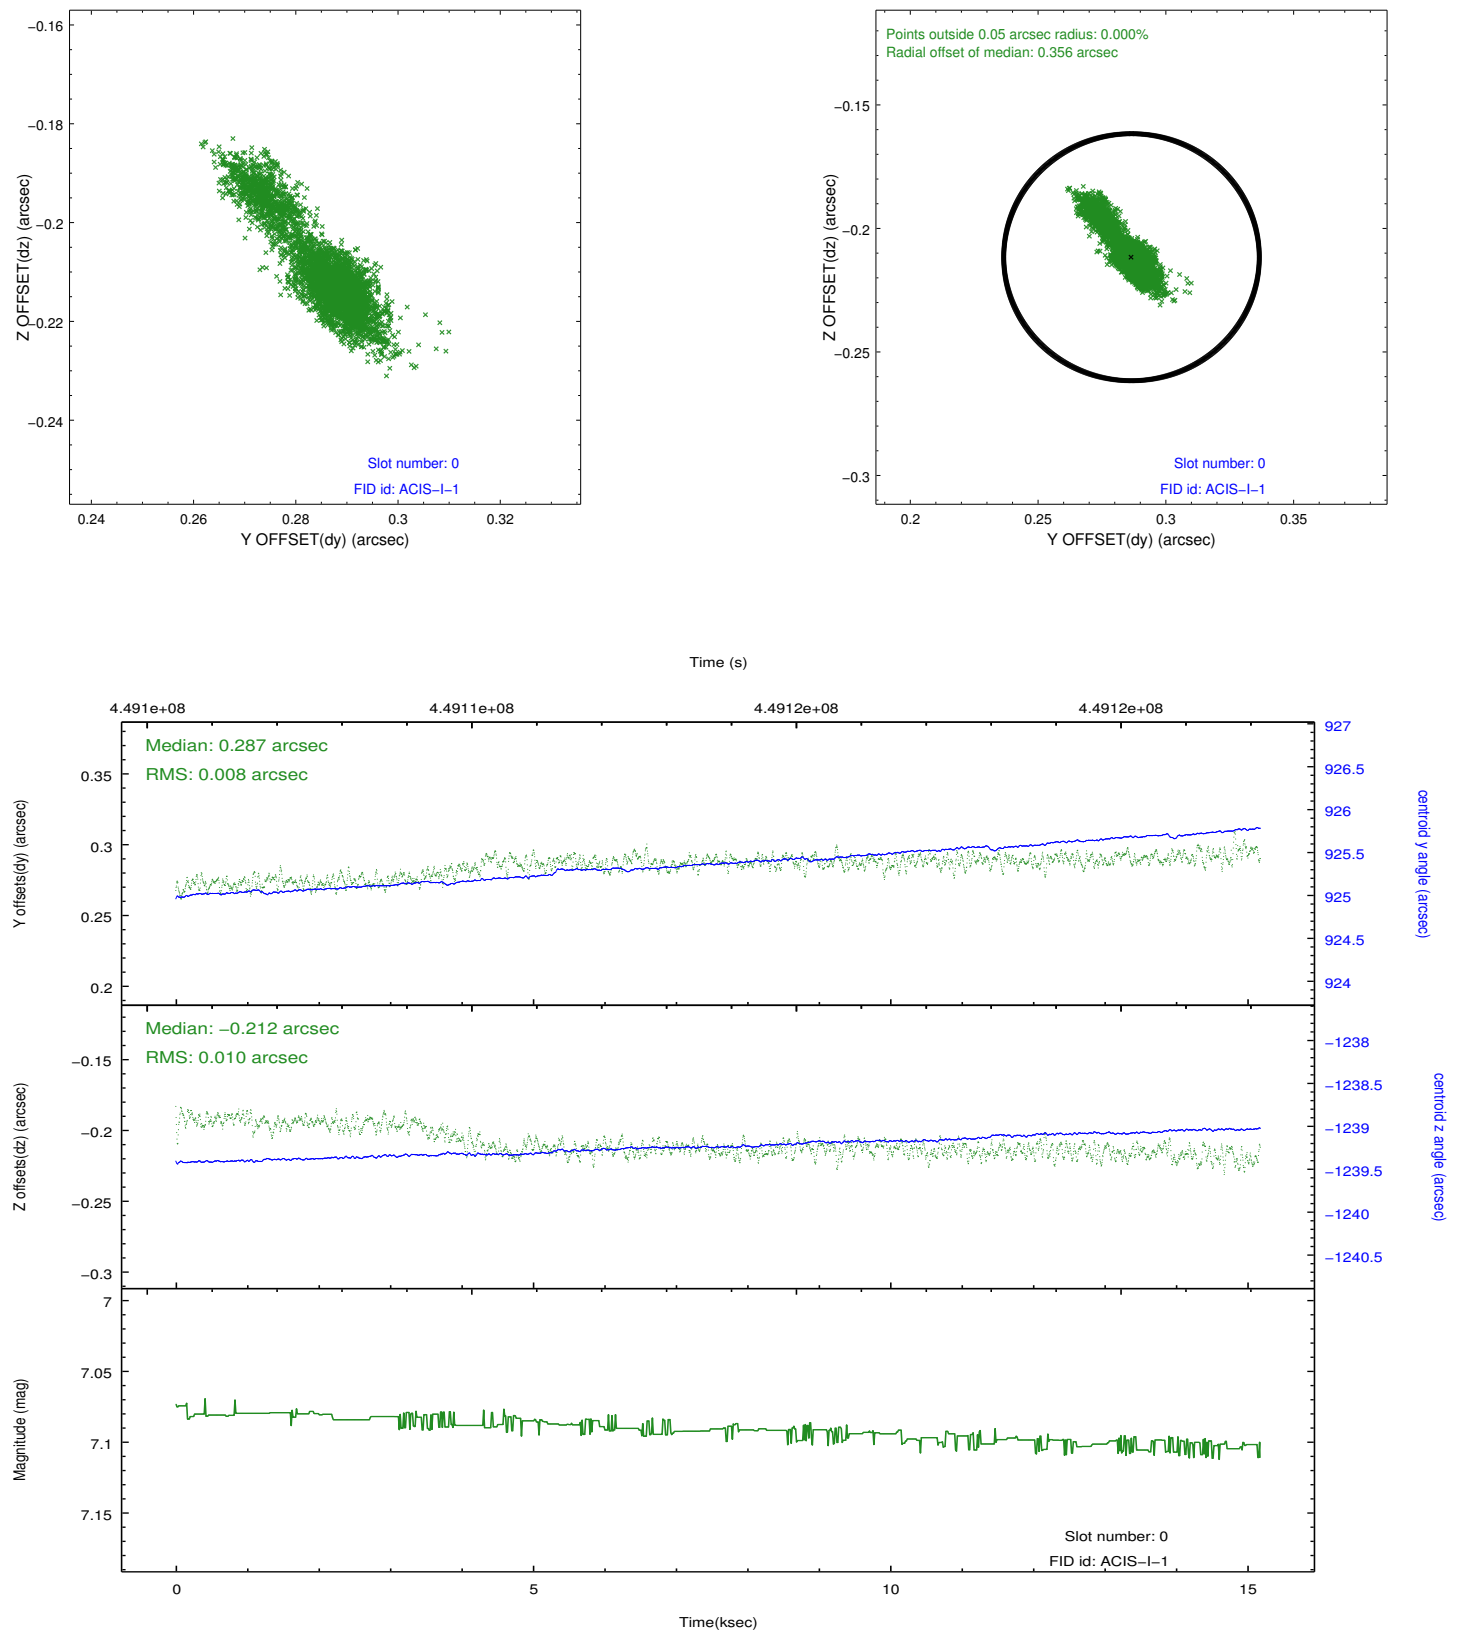 −0.16
−0.18
−0.2
−0.22
−0.24
Z OFFSET(dz) (arcsec)
Slot number: 0
FID id: ACIS−I−1
0.24
0.26
0.28
0.3
0.32
Y OFFSET(dy) (arcsec)
Points outside 0.05 arcsec radius: 0.000%
Radial offset of median: 0.356 arcsec
−0.15
−0.2
−0.25
−0.3
Z OFFSET(dz) (arcsec)
Slot number: 0
FID id: ACIS−I−1
0.2
0.25
0.3
0.35
Y OFFSET(dy) (arcsec)
Time (s)
4.491e+08
4.4911e+08
4.4912e+08
4.4912e+08
Median: 0.287 arcsec
RMS: 0.008 arcsec
0.35
0.3
0.25
0.2
Y offsets(dy) (arcsec)
927
926.5
926
925.5
925
924.5
924
centroid y angle (arcsec)
Median: −0.212 arcsec
RMS: 0.010 arcsec
−0.15
−0.2
−0.25
−0.3
Z offsets(dz) (arcsec)
−1238
−1238.5
−1239
−1239.5
−1240
−1240.5
centroid z angle (arcsec)
7
7.05
7.1
7.15
Magnitude (mag)
Slot number: 0
FID id: ACIS−I−1
0
5
10
15
Time(ksec)